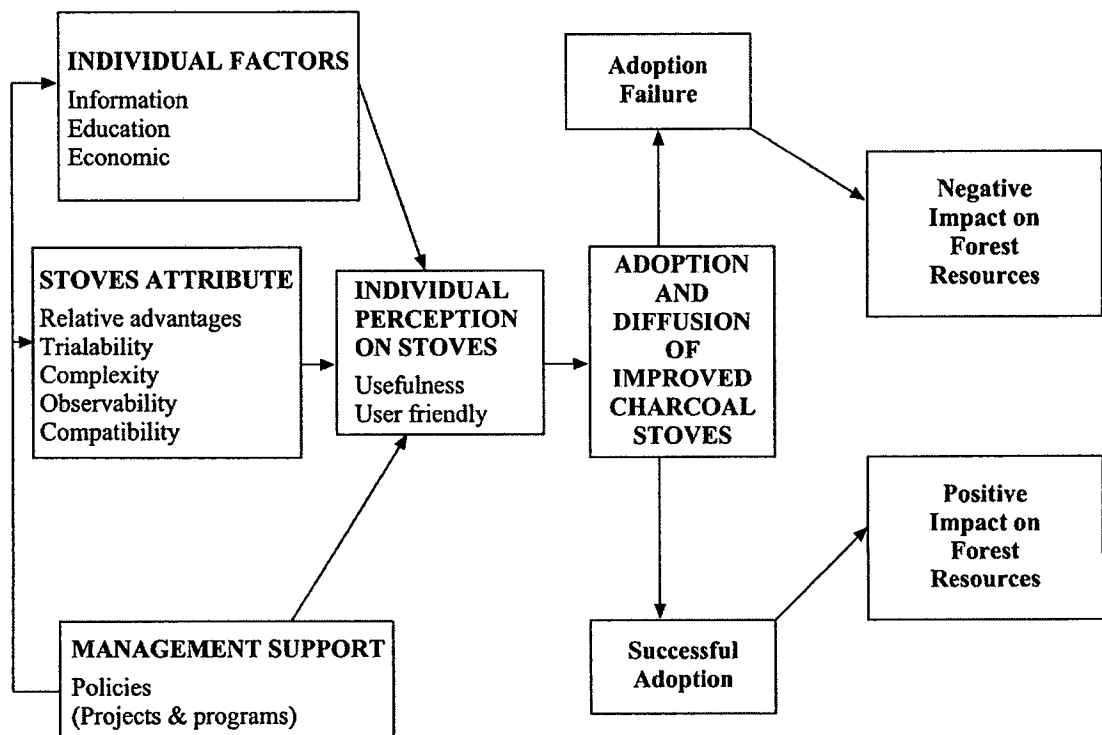 INDIVIDUAL FACTORS
Information
Education
Economic
STOVES ATTRIBUTE
Relative advantages
Trialability
Complexity
Observability
Compatibility
MANAGEMENT SUPPORT
Policies
(Projects & programs)
INDIVIDUAL
PERCEPTION
ON STOVES
Usefulness
User friendly
ADOPTION
AND
DIFFUSION
OF
IMPROVED
CHARCOAL
STOVES
Adoption
Failure
Negative
Impact on
Forest
Resources
Successful
Adoption
Positive
Impact on
Forest
Resources